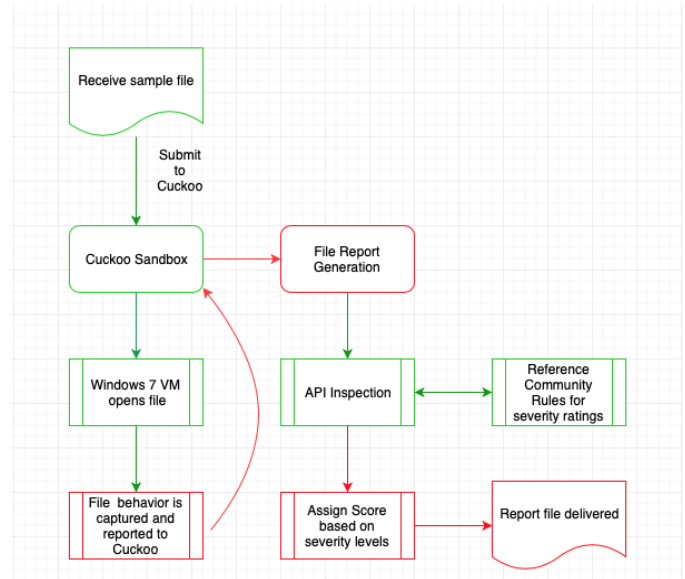 Receive sample file
Submit
to
Cuckoo
Cuckoo Sandbox
File Report
Generation
Windows 7 VM
opens file
API Inspection
Reference
Community
Rules for
severity ratings
File behavior is
captured and
reported to
Cuckoo
Assign Score
based on
severity levels
Report file delivered